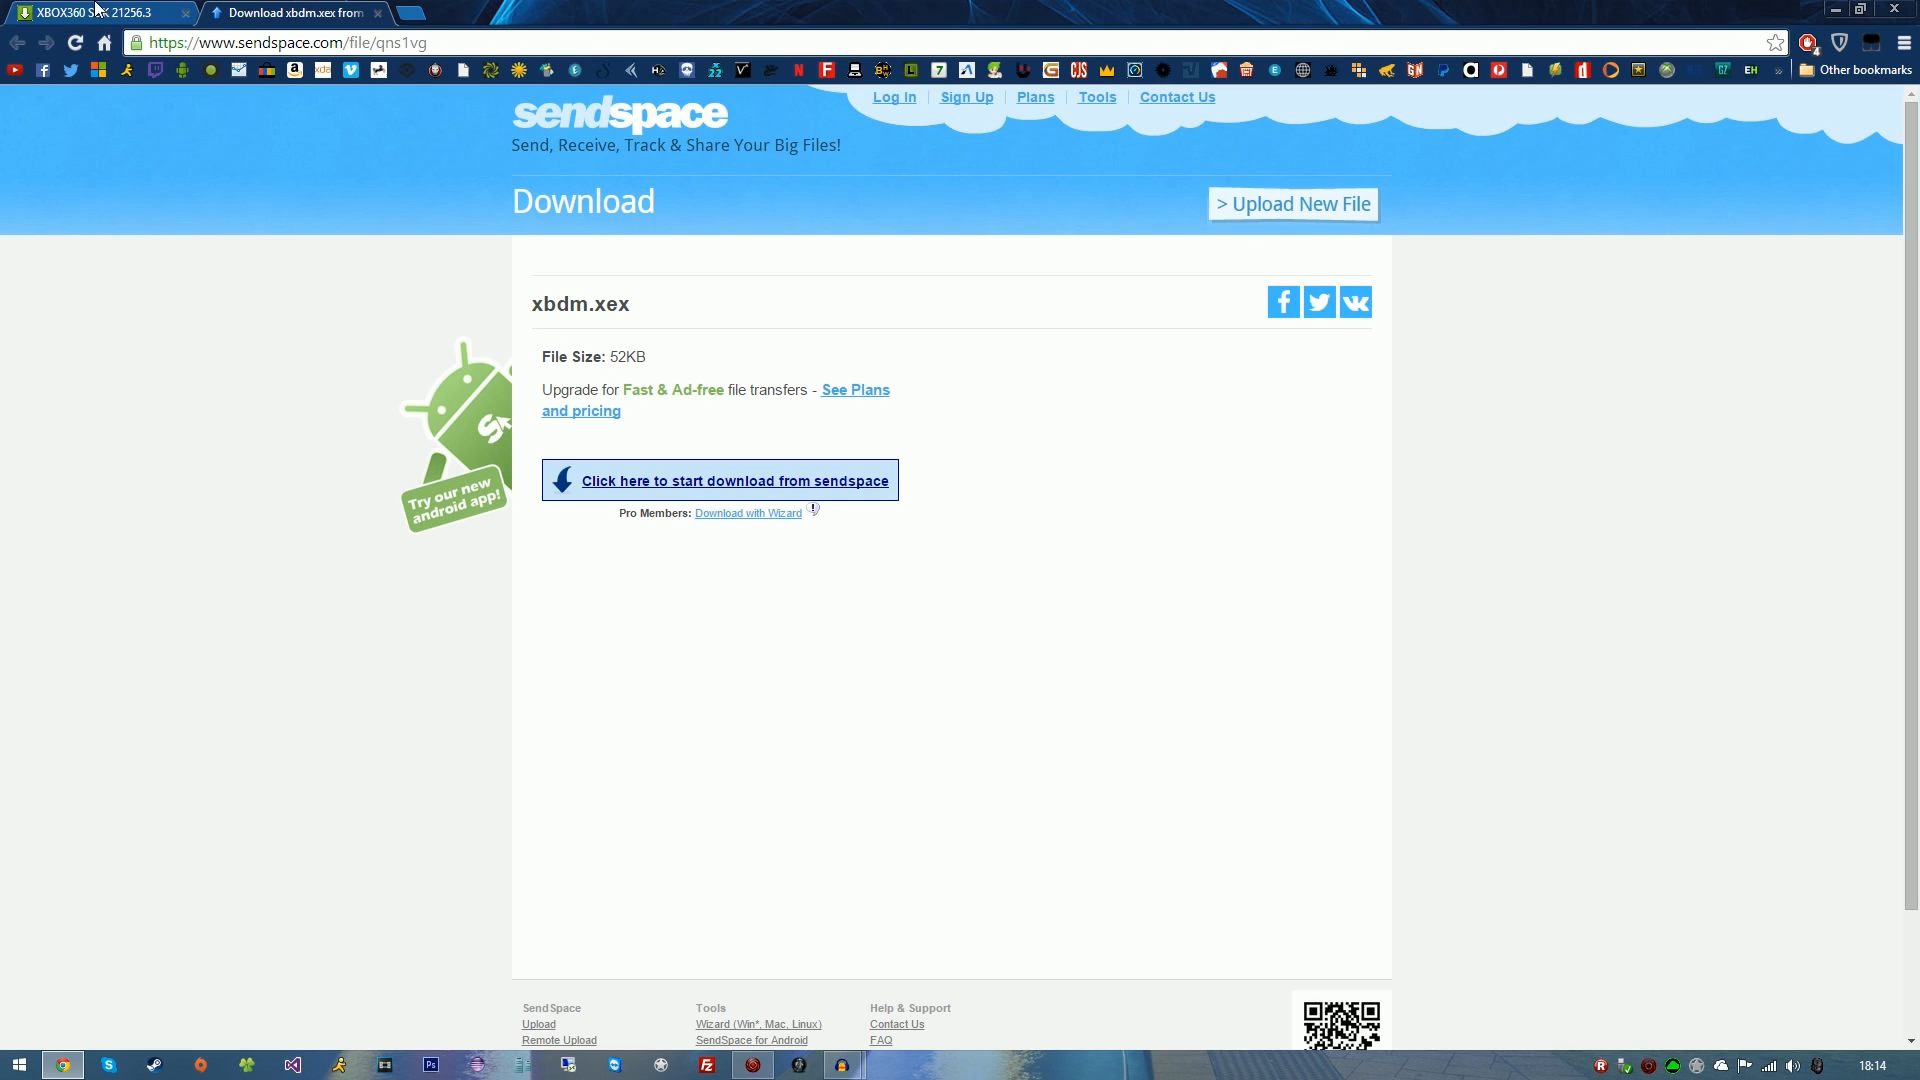 XBOX360 S
K 21256.3
Download xbdm.xex from
https://www.sendspace.com/file/qns1vg
Other bookmarks
sendspace
Log In
Sign Up
Plans
Tools
Contact Us
Send, Receive, Track & Share Your Big Files!
Download
> Upload New File
xbdm.xex
File Size: 52KB
Upgrade for Fast & Ad-free file transfers - See Plans
and pricing
Try our new
android app!
Click here to start download from sendspace
Pro Members: Download with Wizard
SendSpace
Tools
Help & Support
Upload
Wizard (Win*, Mac, Linux)
Contact Us
Remote Upload
SendSpace for Android
FAQ
18:14